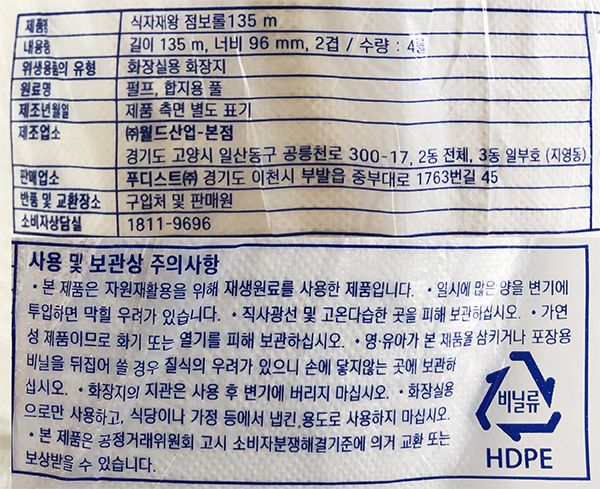 제품명 식자재왕 점보롤135 m
내용물 길이 135 m, 너비 96 mm, 2겹 / 수량 : 4롤
위생용품의 유형 화장실용 화장지
원료명 펄프, 합지용 풀
제조년월일 제품 측면 별도 표기
제조업소 ㈜월드산업-본점
경기도 고양시 일산동구 공릉천로 300-17, 2동 전체, 3동 일부호 (지영동)
판매업소 푸디스트㈜ 경기도 이천시 부발읍 중부대로 1763번길 45
반품 및 교환장소 구입처 및 판매원
소비자상담실 1811-9696
사용 및 보관상 주의사항
• 본 제품은 자원재활용을 위해 재생원료를 사용한 제품입니다. • 일시에 많은 양을 변기에
투입하면 막힐 우려가 있습니다. • 직사광선 및 고온다습한 곳을 피해 보관하십시오. • 가연
성 제품이므로 화기 또는 열기를 피해 보관하십시오. • 영·유아가 본 제품을 삼키거나 포장용
비닐을 뒤집어 쓸 경우 질식의 우려가 있으니 손에 닿지않는 곳에 보관하
십시오. • 화장지의 지관은 사용 후 변기에 버리지 마십시오. • 화장실용
으로만 사용하고, 식당이나 가정 등에서 냅킨 용도로 사용하지 마십시오.
• 본 제품은 공정거래위원회 고시 소비자분쟁해결기준에 의거 교환 또는
보상받을 수 있습니다.
비닐류
HDPE